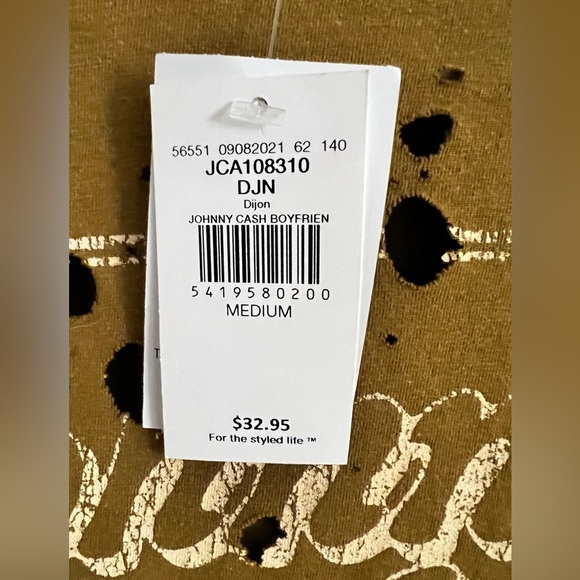 56551 09082021 62 140
JCA108310
DJN
Dijon
JOHNNY CASH BOYFRIEN
5419580200
MEDIUM
$32.95
For the styled life ™